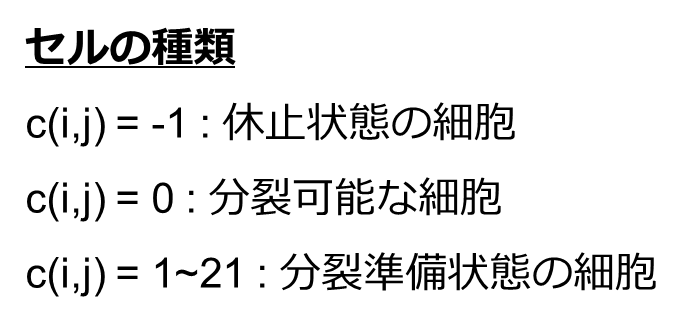 セルの種類
c(i,j) = -1 : 休止状態の細胞
c(i,j) = 0 : 分裂可能な細胞
c(i,j) = 1~21 : 分裂準備状態の細胞